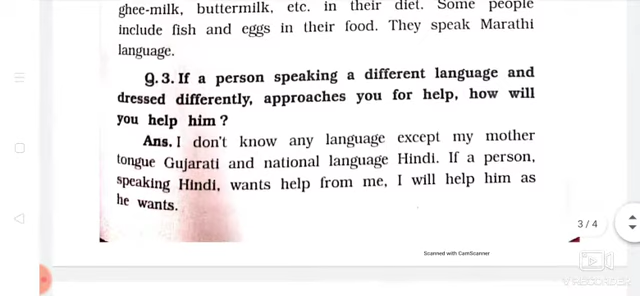 ghee-milk, buttermilk, etc. in their diet. Some people
include fish and eggs in their food. They speak Marathi
language.
Q.3. If a person speaking a different language and
dressed differently, approaches you for help, how will
you help him?
Ans. I don't know any language except my mother
tongue Gujarati and national language Hindi. If a person,
speaking Hindi, wants help from me, I will help him as
he wants.
3 / 4
Scanned with CamScanner
V RECORDER